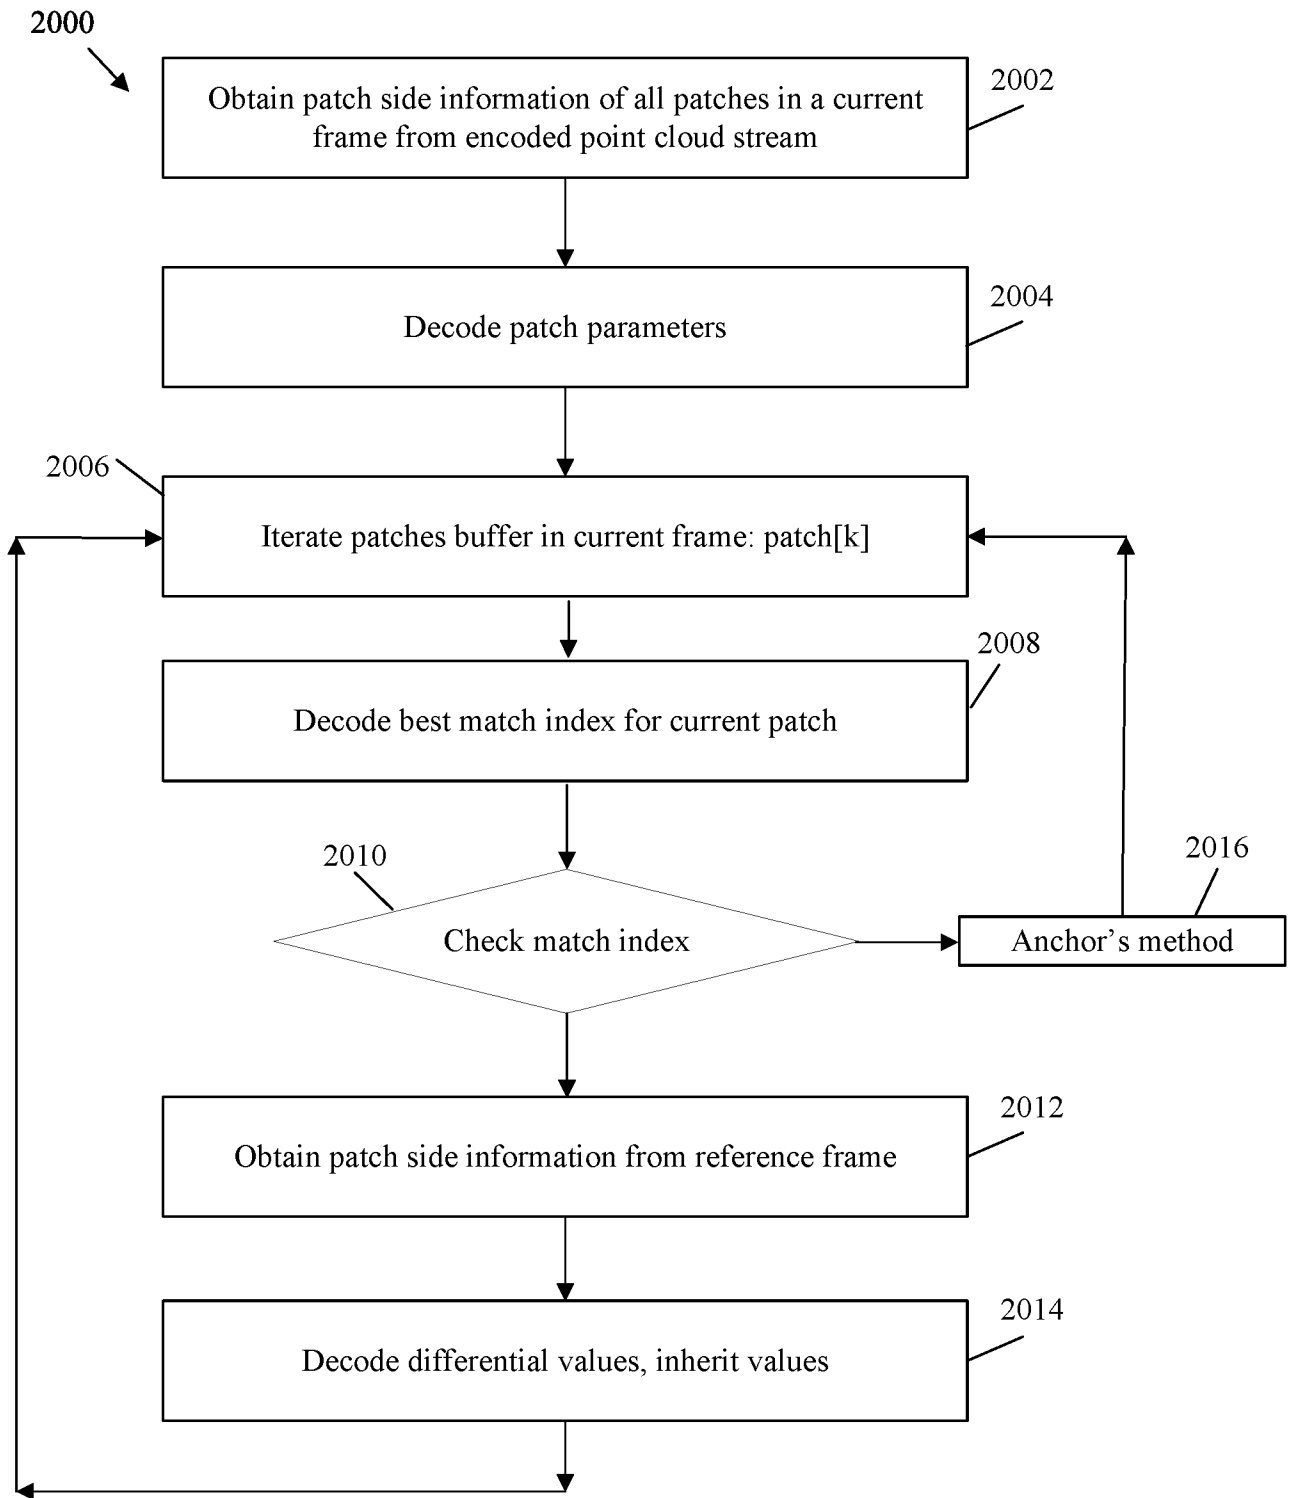 2000
Obtain patch side information of all patches in a current
frame from encoded point cloud stream
2002
Decode patch parameters
2004
2006
Iterate patches buffer in current frame: patch[k]
2008
Decode best match index for current patch
2010
2016
Check match index
Anchor’s method
2012
Obtain patch side information from reference frame
2014
Decode differential values, inherit values